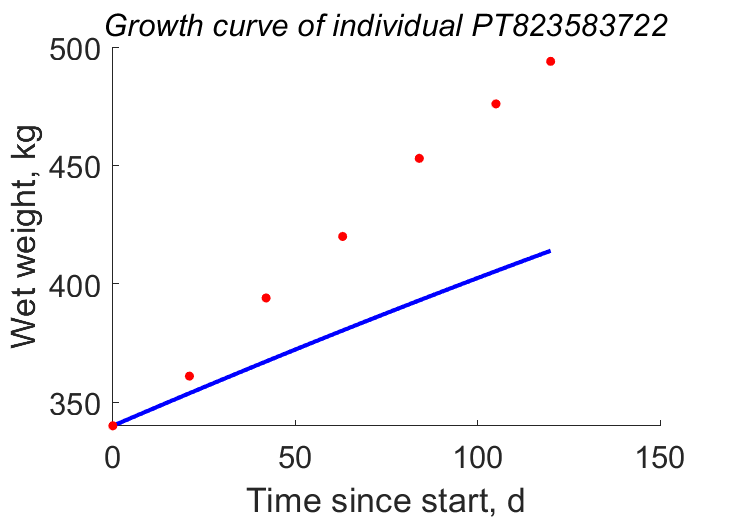 Growth curve of individual PT823583722
500
450
400
350
Wet weight, kg
0 50 100 150
Time since start, d